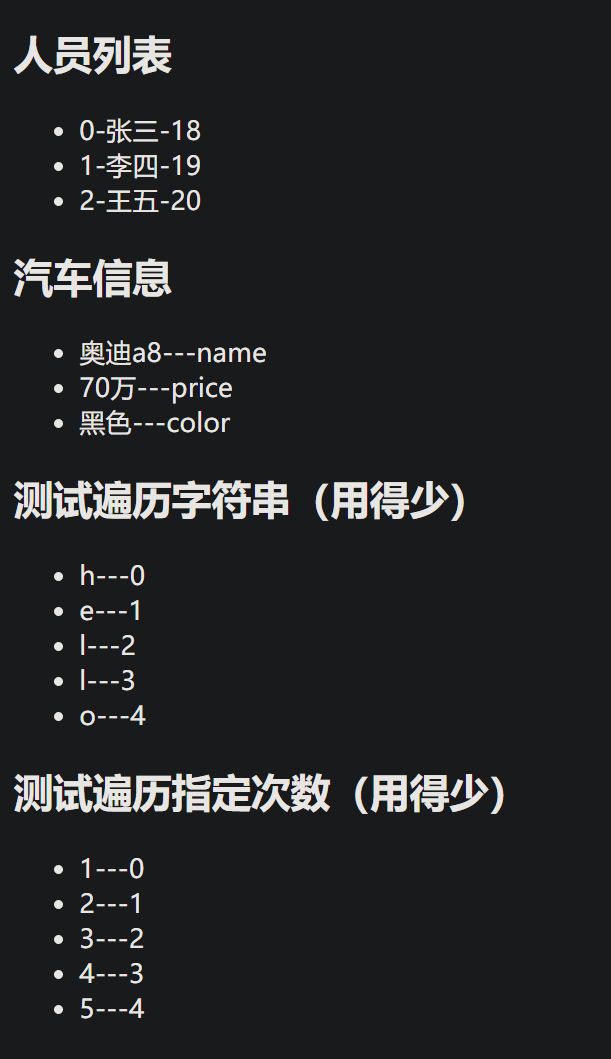 人员列表
0-张三-18
1-李四-19
2-王五-20
汽车信息
奥迪a8---name
70万---price
黑色---color
测试遍历字符串（用得少）
h---0
e---1
l---2
l---3
o---4
测试遍历指定次数（用得少）
1---0
2---1
3---2
4---3
5---4